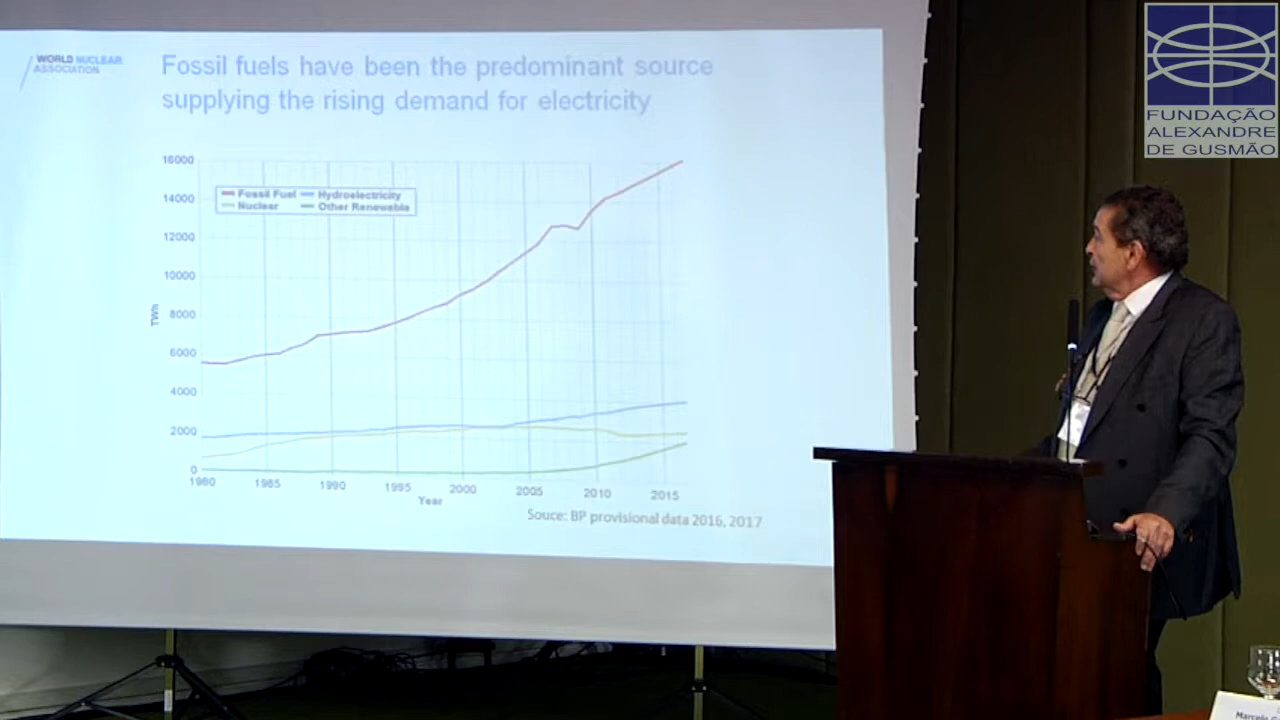 WORLD NUCLEAR
ASSOCIATION
Fossil fuels have been the predominant source
supplying the rising demand for electricity
16000
14000
12000
10000
8000
6000
4000
2000
0
TWh
Fossil Fuel
Hydroelectricity
Nuclear
Other Renewable
1980
1985
1990
1995
2000
2005
2010
2015
Year
Souce: BP provisional data 2016, 2017
FUNDAÇÃO
ALEXANDRE
DE GUSMÃO